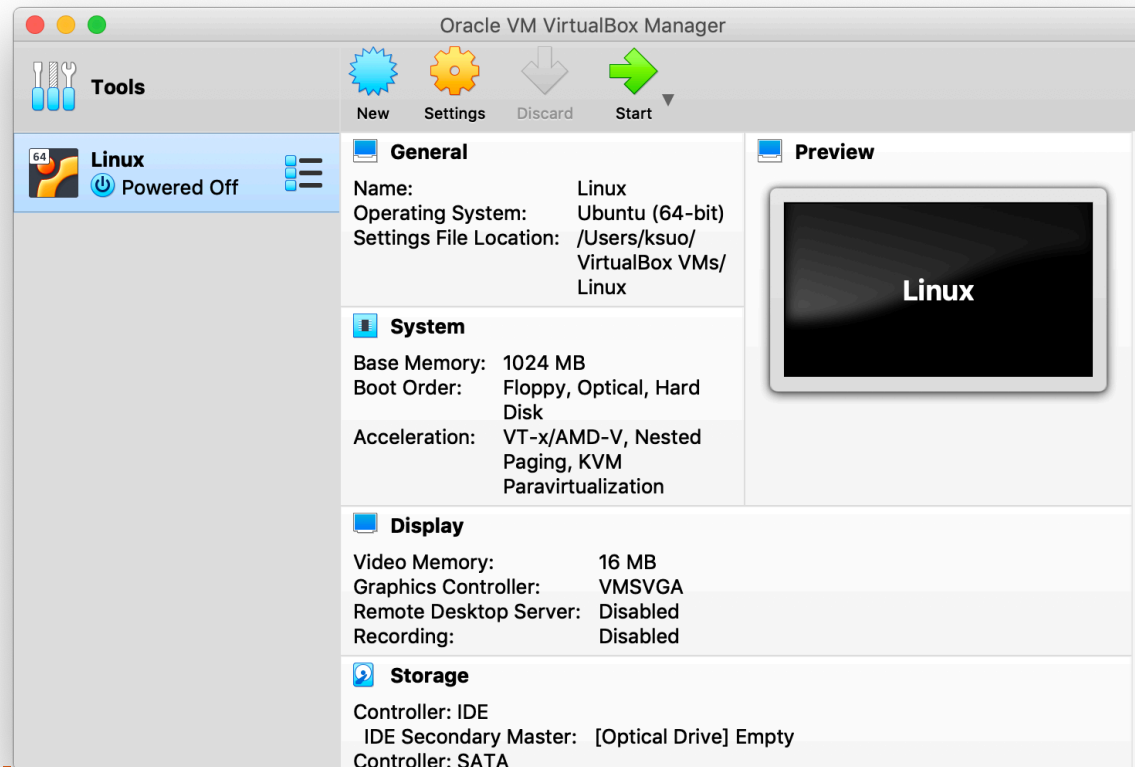 Oracle VM VirtualBox Manager
Tools
New Settings Discard Start
64
Linux
Powered Off
General
Name: Linux
Operating System: Ubuntu (64-bit)
Settings File Location: /Users/ksuo/
VirtualBox VMs/
Linux
Preview
Linux
System
Base Memory: 1024 MB
Boot Order: Floppy, Optical, Hard
Disk
Acceleration: VT-x/AMD-V, Nested
Paging, KVM
Paravirtualization
Display
Video Memory: 16 MB
Graphics Controller: VMSVGA
Remote Desktop Server: Disabled
Recording: Disabled
Storage
Controller: IDE
IDE Secondary Master: [Optical Drive] Empty
Controller: SATA